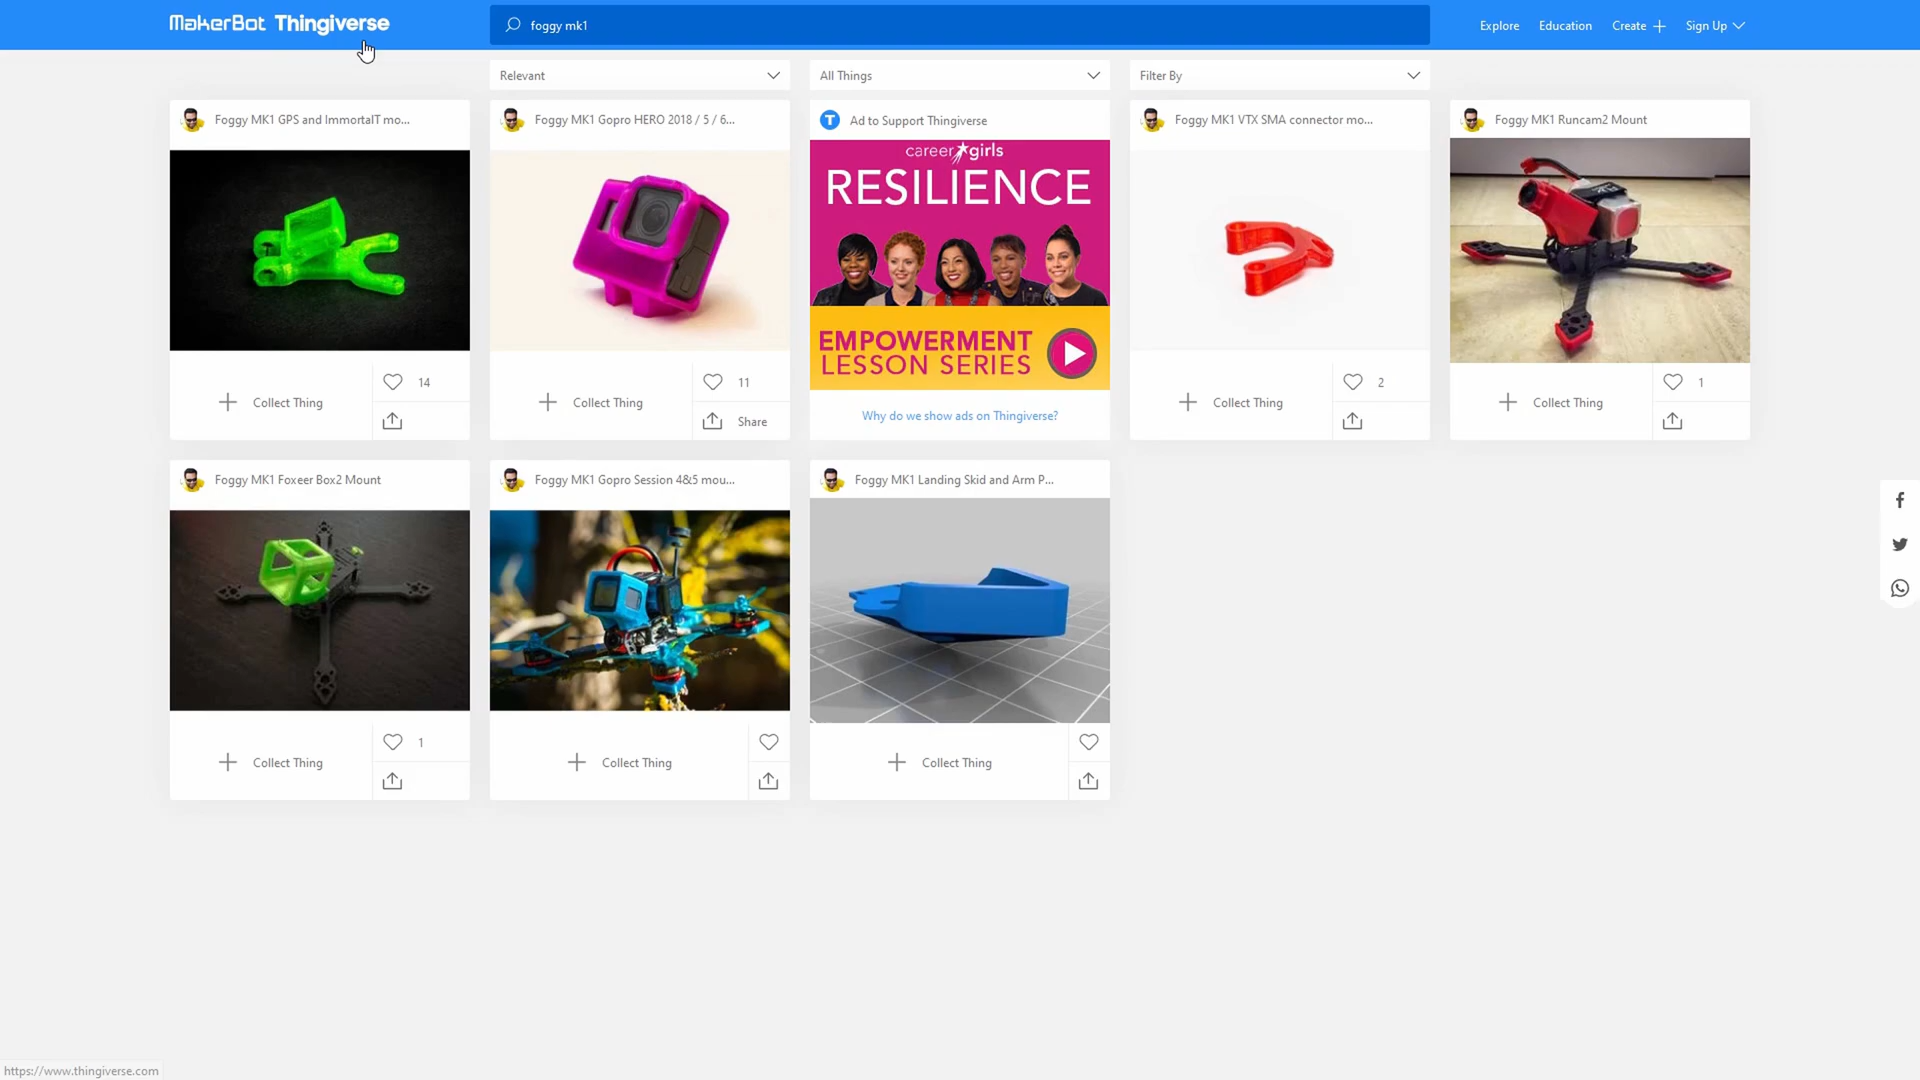 MakerBot Thingiverse
foggy mk1
Explore
Education
Create
Sign Up
Relevant
All Things
Filter By
Foggy MK1 GPS and ImmortalT mo...
Foggy MK1 Gopro HERO 2018 / 5 / 6...
Ad to Support Thingiverse
Foggy MK1 VTX SMA connector mo...
Foggy MK1 Runcam2 Mount
career girls
RESILIENCE
EMPOWERMENT
LESSON SERIES
Why do we show ads on Thingiverse?
Collect Thing
14
Collect Thing
11
Share
Collect Thing
2
Collect Thing
1
Foggy MK1 Foxeer Box2 Mount
Foggy MK1 Gopro Session 4&5 mou...
Foggy MK1 Landing Skid and Arm P...
Collect Thing
1
Collect Thing
Collect Thing
https://www.thingiverse.com